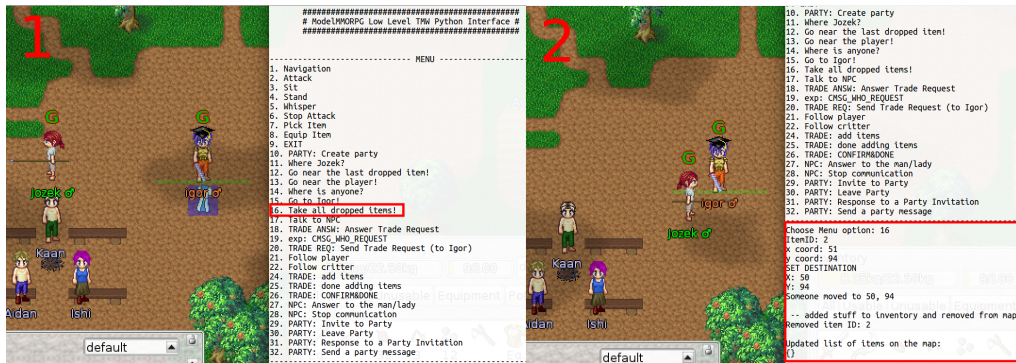 1
G
G
Jozek ♂
igor ♂
Kaan
Aidan
Ishi
default
################################################
# ModelMMORPG Low Level TMW Python Interface #
################################################
-------------------------------- MENU ----------------
1. Navigation
2. Attack
3. Sit
4. Stand
5. Whisper
6. Stop Attack
7. Pick Item
8. Equip Item
9. EXIT
10. PARTY: Create party
11. Where Jozek?
12. Go near the last dropped item!
13. Go near the player!
14. Where is anyone?
15. Go to Igor!
16. Take all dropped items!
17. Talk to NPC
18. TRADE ANSW: Answer Trade Request
19. exp: CMSG_WHO_REQUEST
20. TRADE REQ: Send Trade Request (to Igor)
21. Follow player
22. Follow critter
24. TRADE: add items
25. TRADE: done adding items
26. TRADE: CONFIRM&DONE
27. NPC: Answer to the man/lady
28. NPC: Stop communication
29. PARTY: Invite to Party
30. PARTY: Leave Party
31. PARTY: Response to a Party Invitation
32. PARTY: Send a party message
2
G
G
igor ♂
Jozek ♂
Kaan
Aidan
Ishi
default
10. PARTY: Create party
11. Where Jozek?
12. Go near the last dropped item!
13. Go near the player!
14. Where is anyone?
15. Go to Igor!
16. Take all dropped items!
17. Talk to NPC
18. TRADE ANSW: Answer Trade Request
19. exp: CMSG_WHO_REQUEST
20. TRADE REQ: Send Trade Request (to Igor)
21. Follow player
22. Follow critter
24. TRADE: add items
25. TRADE: done adding items
26. TRADE: CONFIRM&DONE
27. NPC: Answer to the man/lady
28. NPC: Stop communication
29. PARTY: Invite to Party
30. PARTY: Leave Party
31. PARTY: Response to a Party Invitation
32. PARTY: Send a party message
Choose Menu option: 16
ItemID: 2
x coord: 51
y coord: 94
SET DESTINATION
X: 50
Y: 94
Someone moved to 50, 94
-- added stuff to inventory and removed from map
Removed item ID: 2
Updated list of items on the map:
{}